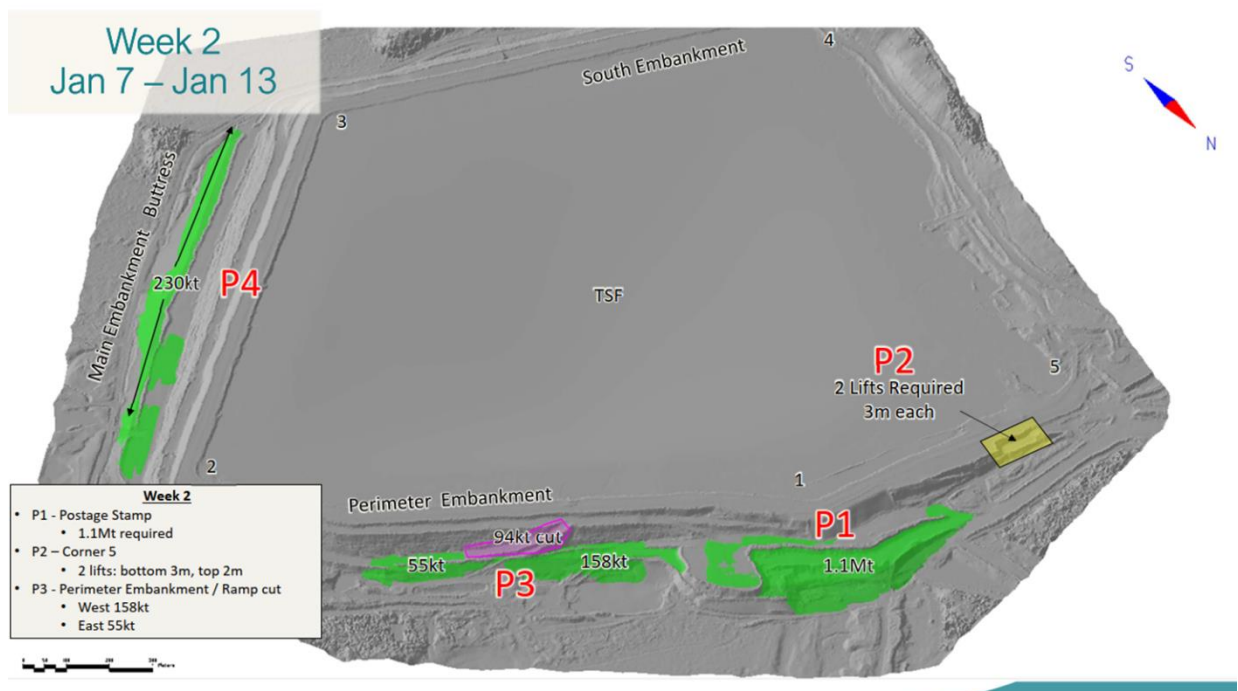 Week 2
Jan 7 – Jan 13
South Embankment
4
S
N
3
Main Embankment Buttress
230kt
P4
TSF
P2
2 Lifts Required
3m each
5
2
1
Perimeter Embankment
94kt cut
P1
55kt
158kt
1.1Mt
P3
Week 2
• P1 - Postage Stamp
• 1.1Mt required
• P2 – Corner 5
• 2 lifts: bottom 3m, top 2m
• P3 - Perimeter Embankment / Ramp cut
• West 158kt
• East 55kt